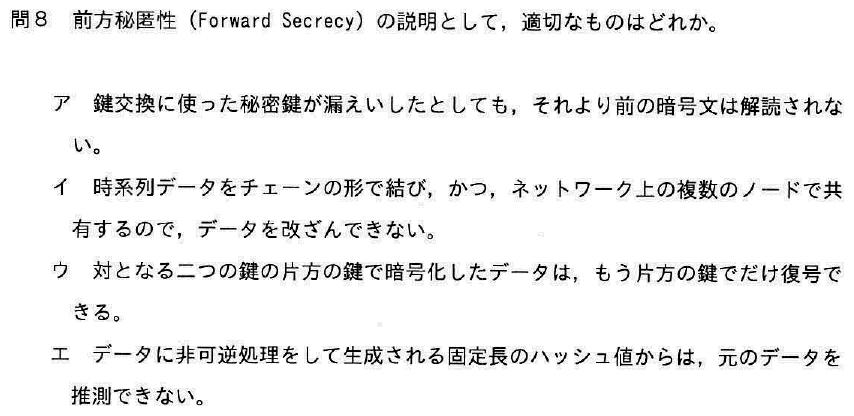 問8 前方秘匿性 (Forward Secrecy) の説明として，適切なものはどれか。
ア 鍵交換に使った秘密鍵が漏えいしたとしても，それより前の暗号文は解読されな
い。
イ 時系列データをチェーンの形で結び，かつ，ネットワーク上の複数のノードで共
有するので，データを改ざんできない。
ウ 対となる二つの鍵の片方の鍵で暗号化したデータは，もう片方の鍵でだけ復号で
きる。
エ データに非可逆処理をして生成される固定長のハッシュ値からは，元のデータを
推測できない。